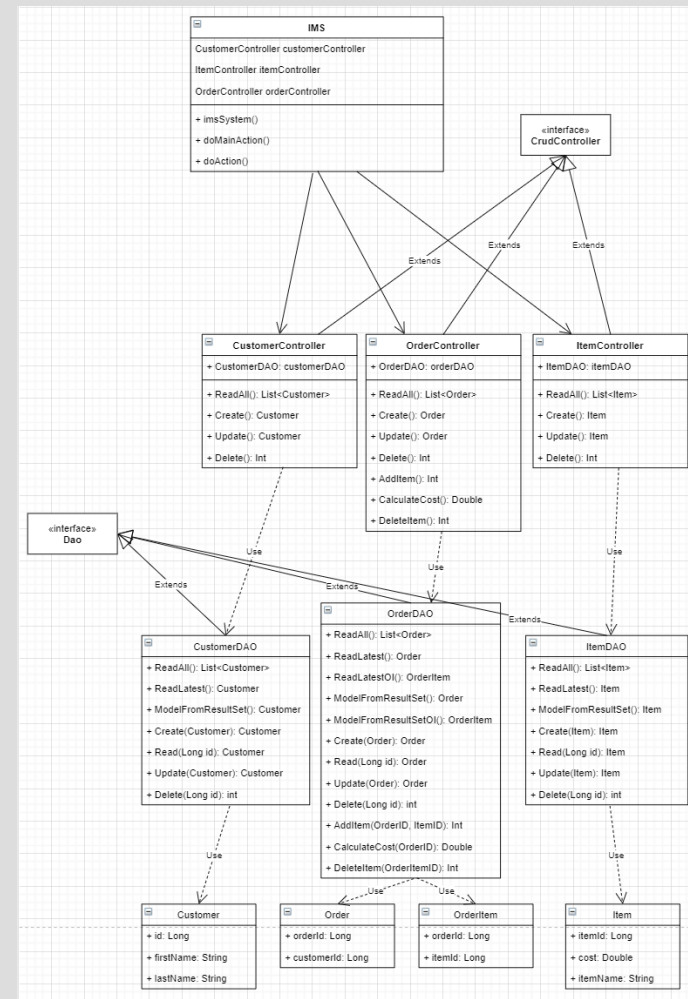 IMS
CustomerController customerController
ItemController itemController
OrderController orderController
+ imsSystem()
+ doMainAction()
+ doAction()
«interface»
CrudController
Extends
Extends
Extends
CustomerController
+ CustomerDAO: customerDAO
+ ReadAll(): List<Customer>
+ Create(): Customer
+ Update(): Customer
+ Delete(): Int
OrderController
+ OrderDAO: orderDAO
+ ReadAll(): List<Order>
+ Create(): Order
+ Update(): Order
+ Delete(): Int
+ AddItem(): Int
+ CalculateCost(): Double
+ DeleteItem(): Int
ItemController
+ ItemDAO: itemDAO
+ ReadAll(): List<Item>
+ Create(): Item
+ Update(): Item
+ Delete(): Int
«interface»
Dao
Use
Use
Use
Extends
Extends
Extends
CustomerDAO
+ ReadAll(): List<Customer>
+ ReadLatest(): Customer
+ ModelFromResultSet(): Customer
+ Create(Customer): Customer
+ Read(Long id): Customer
+ Update(Customer): Customer
+ Delete(Long id): int
OrderDAO
+ ReadAll(): List<Order>
+ ReadLatest(): Order
+ ReadLatestOI(): OrderItem
+ ModelFromResultSet(): Order
+ ModelFromResultSetOI(): OrderItem
+ Create(Order): Order
+ Read(Long id): Order
+ Update(Order): Order
+ Delete(Long id): int
+ AddItem(OrderID, ItemID): Int
+ CalculateCost(OrderID): Double
+ DeleteItem(OrderItemID): Int
ItemDAO
+ ReadAll(): List<Item>
+ ReadLatest(): Item
+ ModelFromResultSet(): Item
+ Create(Item): Item
+ Read(Long id): Item
+ Update(Item): Item
+ Delete(Long id): int
Use
Use
Use
Use
Customer
+ id: Long
+ firstName: String
+ lastName: String
Order
+ orderId: Long
+ customerId: Long
OrderItem
+ orderId: Long
+ itemId: Long
Item
+ itemId: Long
+ cost: Double
+ itemName: String